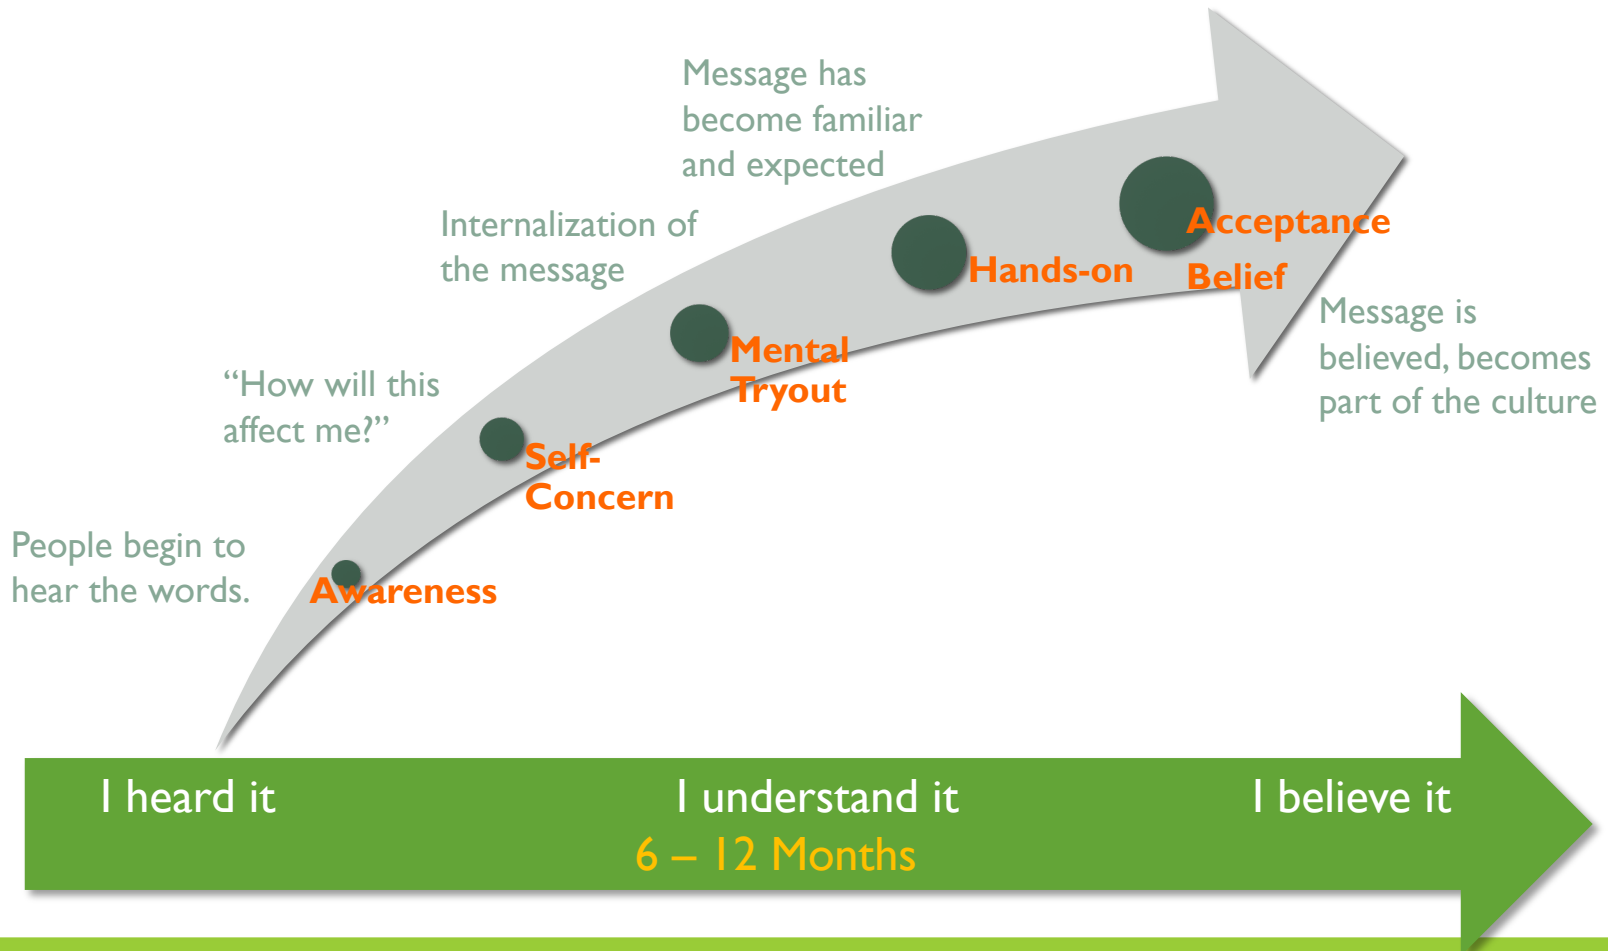 Message has
become familiar
and expected
Internalization of
the message
“How will this
affect me?”
People begin to
hear the words.
Awareness
Self-
Concern
Mental
Tryout
Hands-on
Acceptance
Belief
Message is
believed, becomes
part of the culture
I heard it
I understand it
I believe it
6 – 12 Months